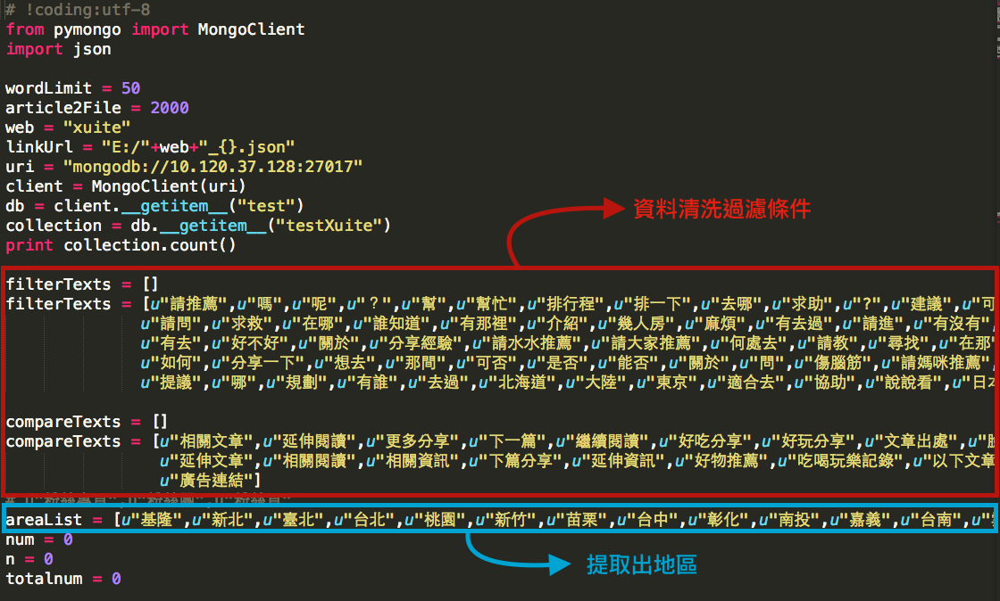 # !coding:utf-8
from pymongo import MongoClient
import json
wordLimit = 50
article2File = 2000
web = "xuite"
linkUrl = "E:/"+web+"_{}.json"
uri = "mongodb://10.120.37.128:27017"
client = MongoClient(uri)
db = client.__getitem__("test")
資料清洗過濾條件
collection = db.__getitem__("testXuite")
print collection.count()
filterTexts = []
filterTexts = [u"請推薦",u"嗎",u"呢",u"？",u"幫",u"幫忙",u"排行程",u"排一下",u"去哪",u"求助",u"?",u"建議",u"可
u"請問",u"求救",u"在哪",u"誰知道",u"有那裡",u"介紹",u"幾人房",u"麻煩",u"有去過",u"請進",u"有沒有",
u"有去",u"好不好",u"關於",u"分享經驗",u"請水水推薦",u"請大家推薦",u"何處去",u"請教",u"尋找",u"在那"
u"如何",u"分享一下",u"想去",u"那間",u"可否",u"是否",u"能否",u"關於",u"問",u"傷腦筋",u"請媽咪推薦",
u"提議",u"哪",u"規劃",u"有誰",u"去過",u"北海道",u"大陸",u"東京",u"適合去",u"協助",u"說說看",u"日本
compareTexts = []
compareTexts = [u"相關文章",u"延伸閱讀",u"更多分享",u"下一篇",u"繼續閱讀",u"好吃分享",u"好玩分享",u"文章出處",u"
u"延伸文章",u"相關閱讀",u"相關資訊",u"下篇分享",u"延伸資訊",u"好物推薦",u"吃喝玩樂記錄",u"以下文章
u"廣告連結"]
areaList = [u"基隆",u"新北",u"臺北",u"台北",u"桃園",u"新竹",u"苗栗",u"台中",u"彰化",u"南投",u"嘉義",u"台南",u"
num = 0
n = 0
提取出地區
totalnum = 0